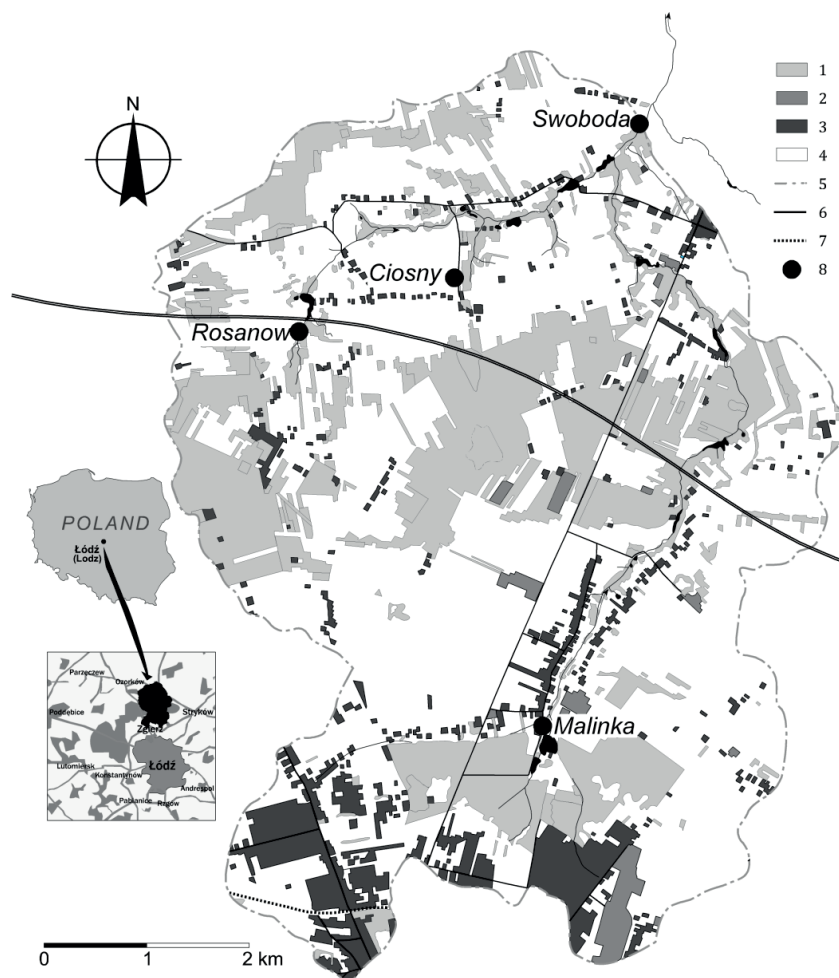 N
Swoboda
Ciosny
Rosanow
Malinka
1
2
3
4
5
6
7
8
POLAND
Łódź
(Lodz)
Parzęczew
Ozorków
Poddębice
Stryków
Zgierz
Łódź
Lutomiersk
Konstantynów
Andrespol
Pabianice
Rzgów
0 1 2 km